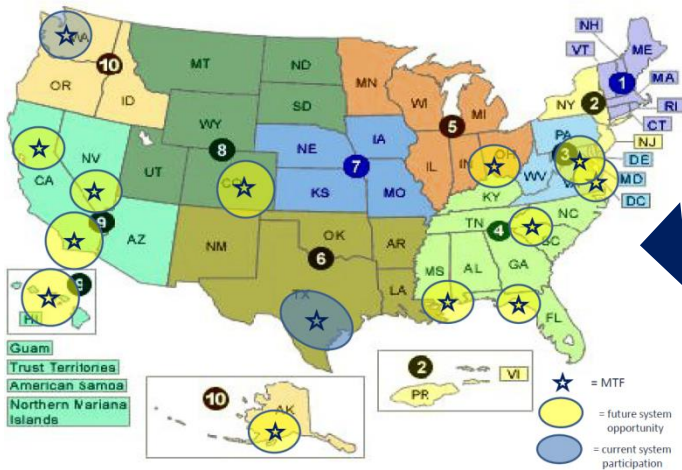 NH
VT
ME
WA
MT
ND
MN
10
1
MA
OR
ID
SD
WI
MI
NY
2
RI
CT
WY
5
PA
NJ
8
IA
NE
3
DE
NV
IL
IN
OH
7
WV
MD
CA
UT
CO
KS
MO
KY
DC
9
TN
NC
AZ
NM
OK
AR
4
SC
6
MS
AL
GA
TX
LA
FL
9
HI
Guam
Trust Territories
American Samoa
Northern Mariana
Islands
10
AK
2
PR
VI
= MTF
= future system
opportunity
= current system
participation